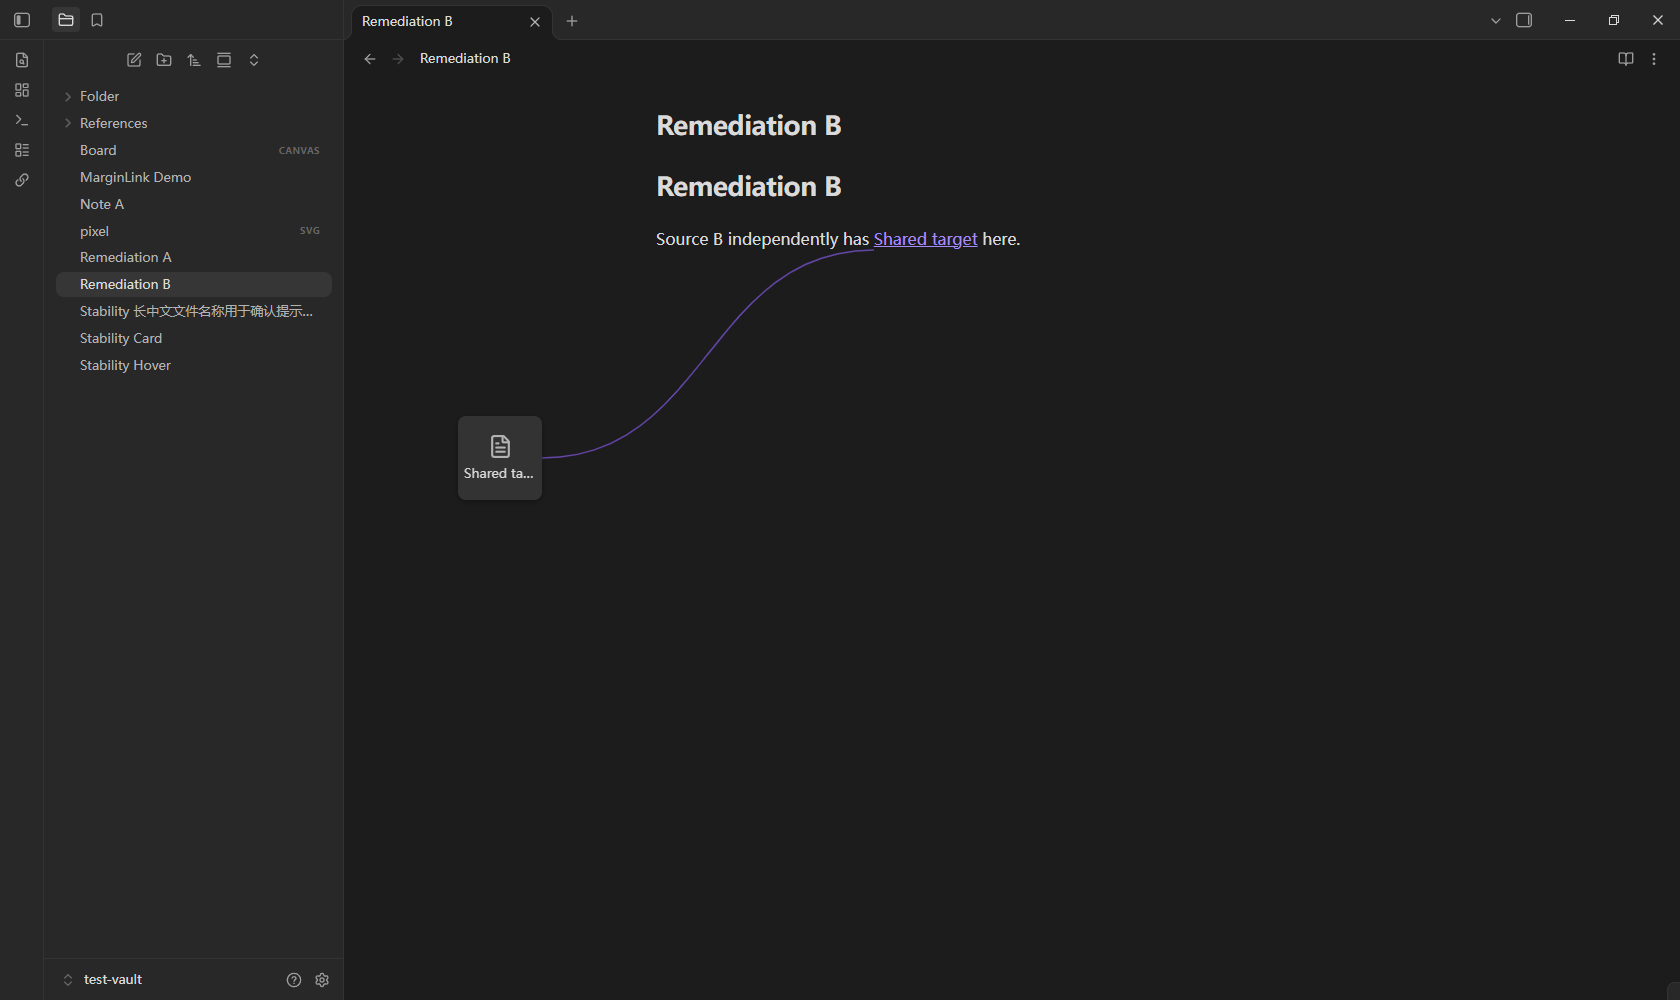 Remediation B
Remediation B
Folder
References
Board CANVAS
MarginLink Demo
Note A
pixel SVG
Remediation A
Remediation B
Stability 长中文文件名称用于确认提示...
Stability Card
Stability Hover
test-vault
Remediation B
Remediation B
Source B independently has Shared target here.
Shared ta...